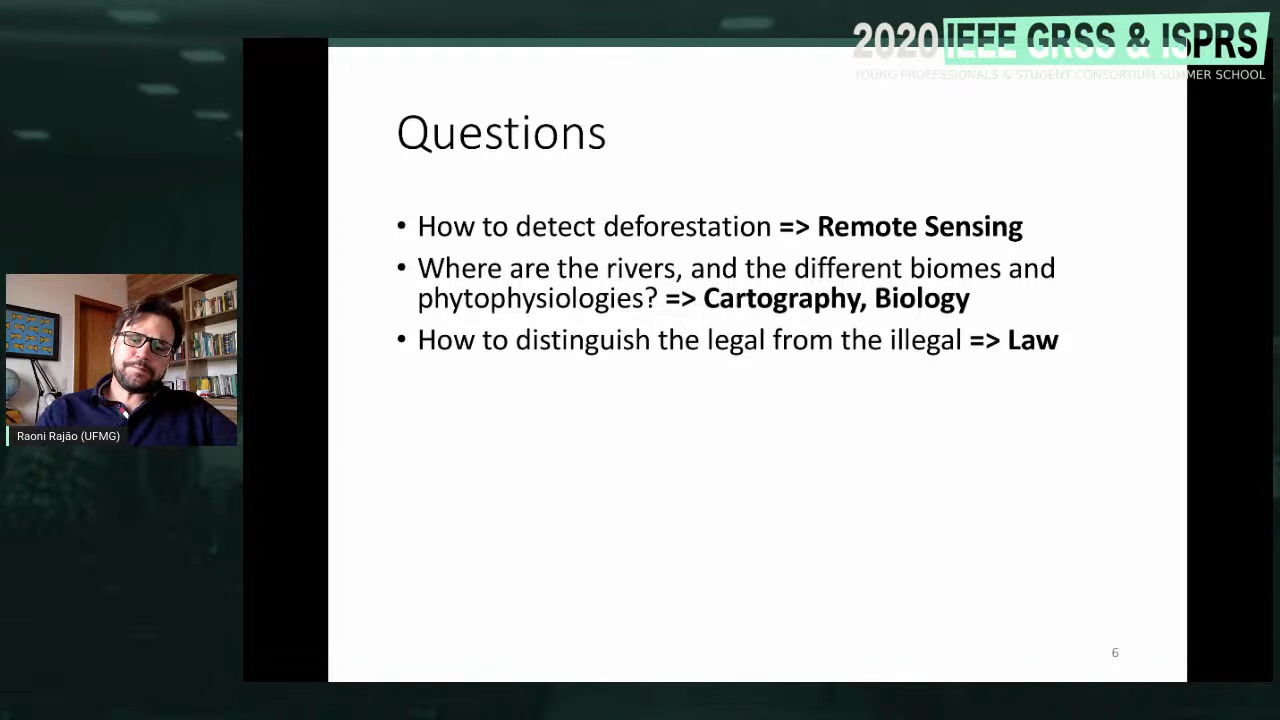 2020 IEEE GRSS & ISPRS
YOUNG PROFESSIONALS & STUDENT CONSORTIUM SUMMER SCHOOL
Questions
• How to detect deforestation => Remote Sensing
• Where are the rivers, and the different biomes and
phytophysiologies? => Cartography, Biology
• How to distinguish the legal from the illegal => Law
Raoni Rajão (UFMG)
6